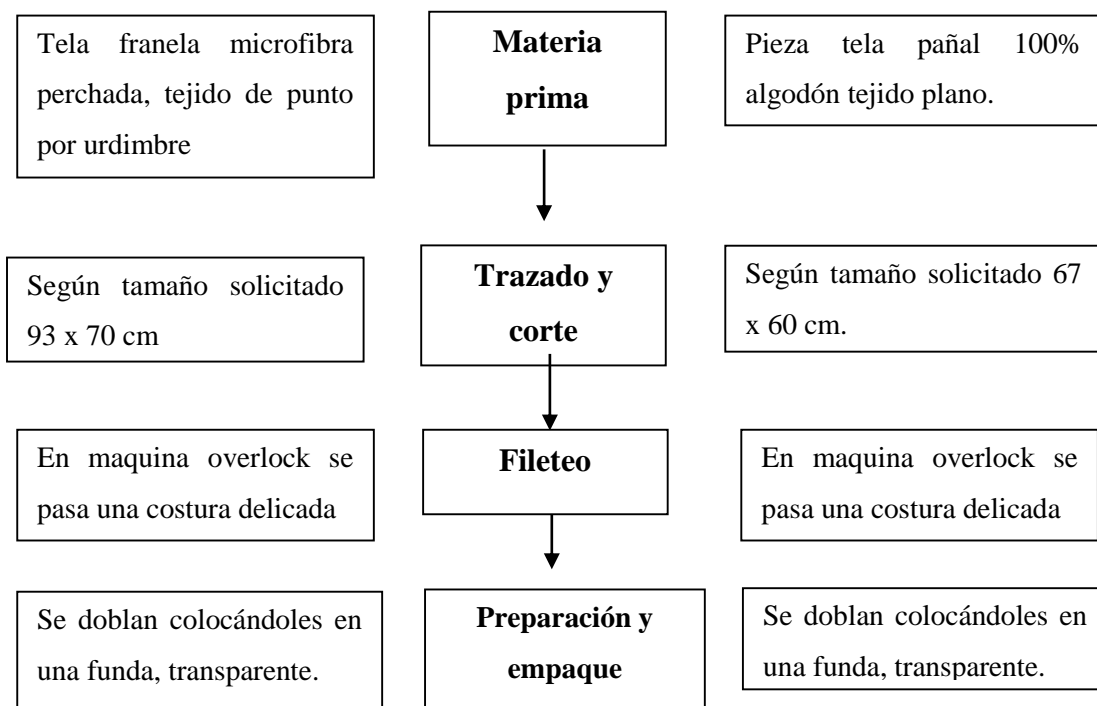 Tela franela microfibra
perchada, tejido de punto
por urdimbre
Materia
prima
Pieza tela pañal 100%
algodón tejido plano.
Según tamaño solicitado
93 x 70 cm
Trazado y
corte
Según tamaño solicitado 67
x 60 cm.
En maquina overlock se
pasa una costura delicada
Fileteo
En maquina overlock se
pasa una costura delicada
Se doblan colocándoles en
una funda, transparente.
Preparación y
empaque
Se doblan colocándoles en
una funda, transparente.